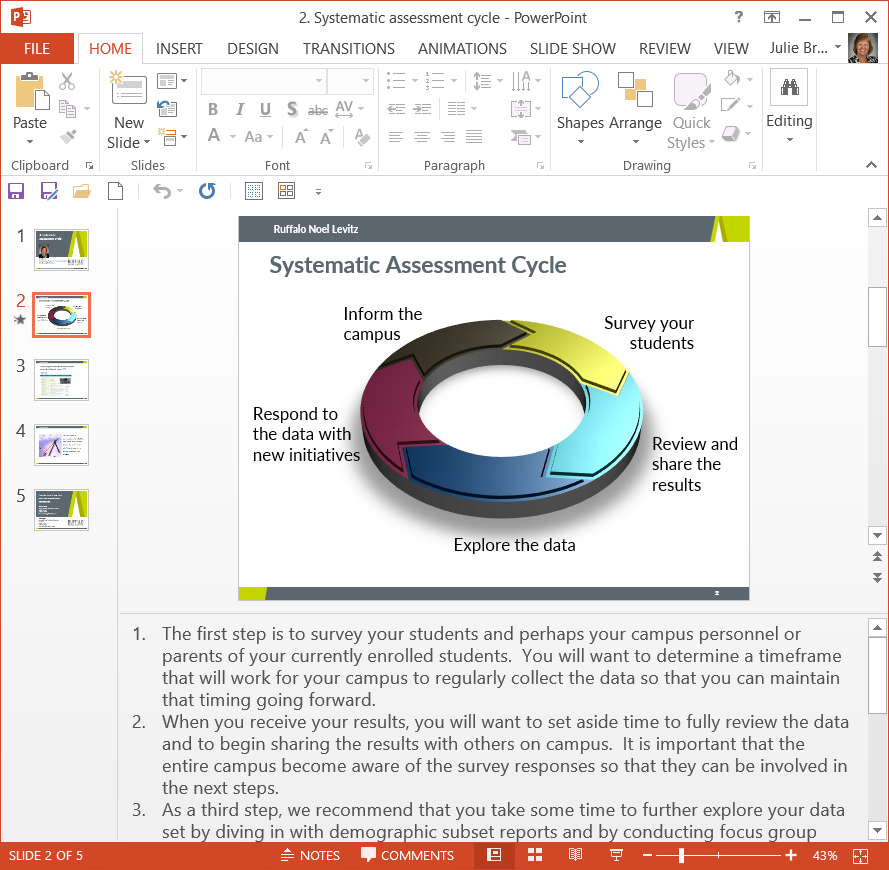 2. Systematic assessment cycle - PowerPoint
?
FILE HOME INSERT DESIGN TRANSITIONS ANIMATIONS SLIDE SHOW REVIEW VIEW Julie Br...
Paste
New
Slide
B I U S abc AV
A Aa A A
Shapes Arrange Quick
Styles
Editing
Clipboard Slides Font Paragraph Drawing
1
2
3
4
5
Ruffalo Noel Levitz
Systematic Assessment Cycle
Inform the
campus
Survey your
students
Respond to
the data with
new initiatives
Review and
share the
results
Explore the data
2
1. The first step is to survey your students and perhaps your campus personnel or
parents of your currently enrolled students.  You will want to determine a timeframe
that will work for your campus to regularly collect the data so that you can maintain
that timing going forward.
2. When you receive your results, you will want to set aside time to fully review the data
and to begin sharing the results with others on campus.  It is important that the
entire campus become aware of the survey responses so that they can be involved in
the next steps.
3. As a third step, we recommend that you take some time to further explore your data
set by diving in with demographic subset reports and by conducting focus group
SLIDE 2 OF 5 NOTES COMMENTS 43%